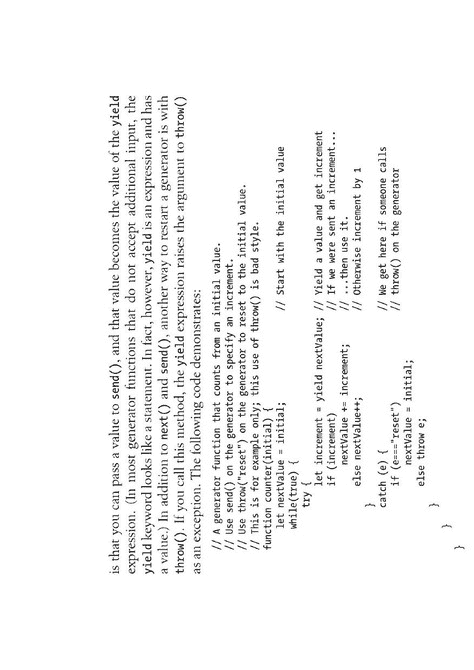 is that you can pass a value to send(), and that value becomes the value of the yield
expression. (In most generator functions that do not accept additional input, the
yield keyword looks like a statement. In fact, however, yield is an expression and has
a value.) In addition to next() and send(), another way to restart a generator is with
throw(). If you call this method, the yield expression raises the argument to throw()
as an exception. The following code demonstrates:
// A generator function that counts from an initial value.
// Use send() on the generator to specify an increment.
// Use throw("reset") on the generator to reset to the initial value.
// This is for example only; this use of throw() is bad style.
function counter(initial) {
let nextValue = initial; // Start with the initial value
while(true) {
try {
let increment = yield nextValue; // Yield a value and get increment
if (increment) // If we were sent an increment...
nextValue += increment; // ...then use it.
else nextValue++; // Otherwise increment by 1
}
catch (e) { // We get here if someone calls
if (e==="reset") // throw() on the generator
nextValue = initial;
else throw e;
}
}
}